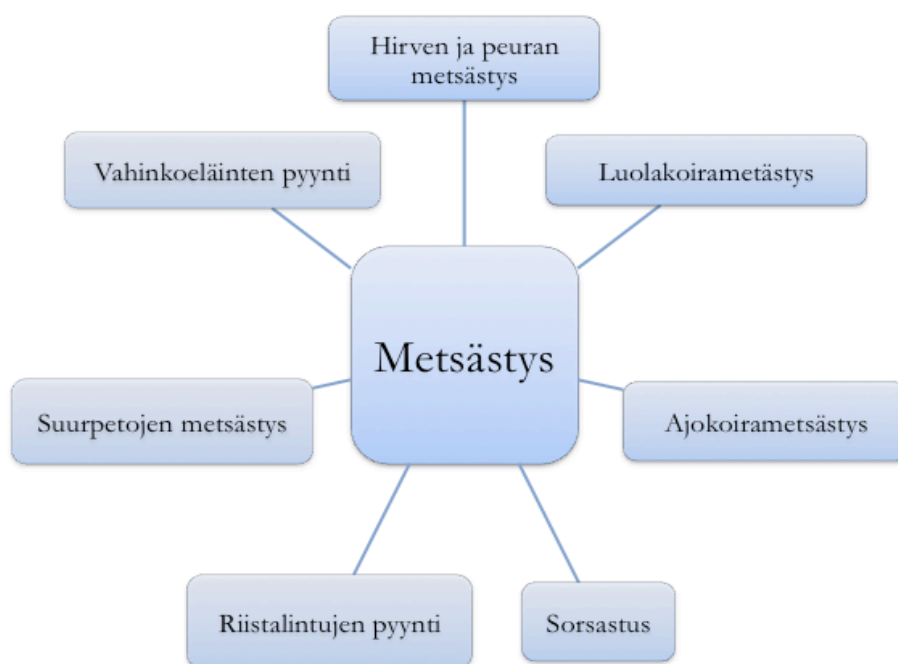 Hirven ja peuran
metsästys
Vahinkoeläinten pyynti
Luolakoirametästys
Metsästys
Suurpetojen metsästys
Ajokoirametsästys
Riistalintujen pyynti
Sorsastus